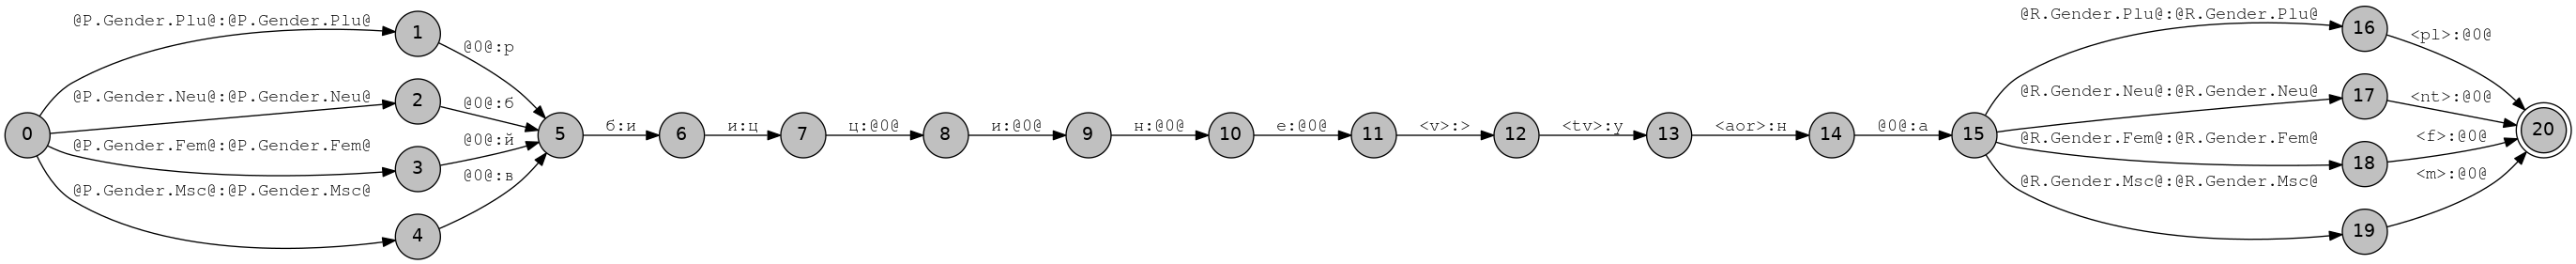 @P.Gender.Plu@:@P.Gender.Plu@
@P.Gender.Neu@:@P.Gender.Neu@
@P.Gender.Fem@:@P.Gender.Fem@
@P.Gender.Msc@:@P.Gender.Msc@
0
1
2
3
4
@0@:р
@0@:б
@0@:й
@0@:в
5
б:и
6
и:ц
7
ц:@0@
8
и:@0@
9
н:@0@
10
е:@0@
11
<v>:>
12
<tv>:у
13
<aor>:н
14
@0@:а
15
@R.Gender.Plu@:@R.Gender.Plu@
@R.Gender.Neu@:@R.Gender.Neu@
@R.Gender.Fem@:@R.Gender.Fem@
@R.Gender.Msc@:@R.Gender.Msc@
16
17
18
19
<pl>:@0@
<nt>:@0@
<f>:@0@
<m>:@0@
20